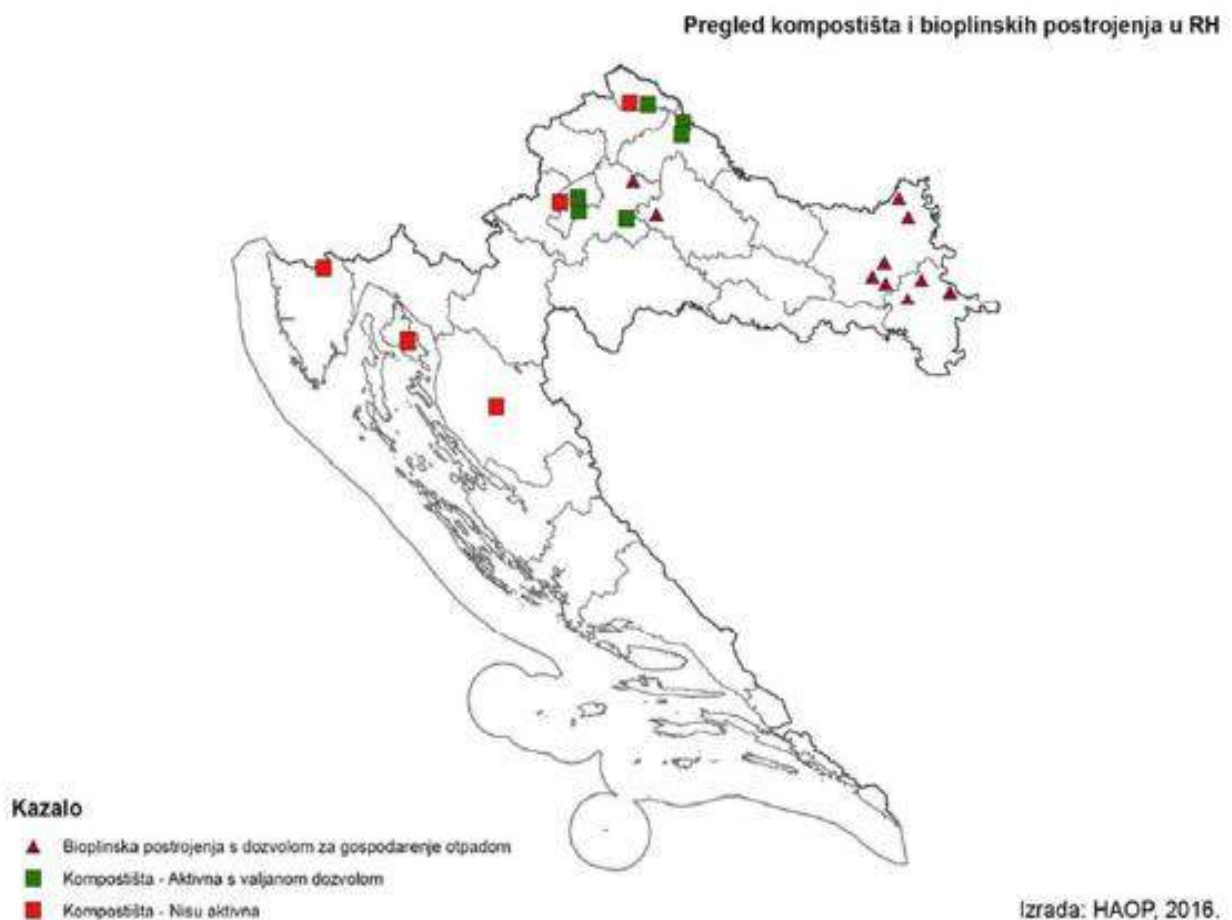 Pregled kompostišta i bioplinskih postrojenja u RH
Kazalo
Bioplinska postrojenja s dozvolom za gospodarenje otpadom
Kompostišta - Aktivna s valjanom dozvolom
Kompostišta - Nisu aktivna
Izrada: HAOP, 2016.